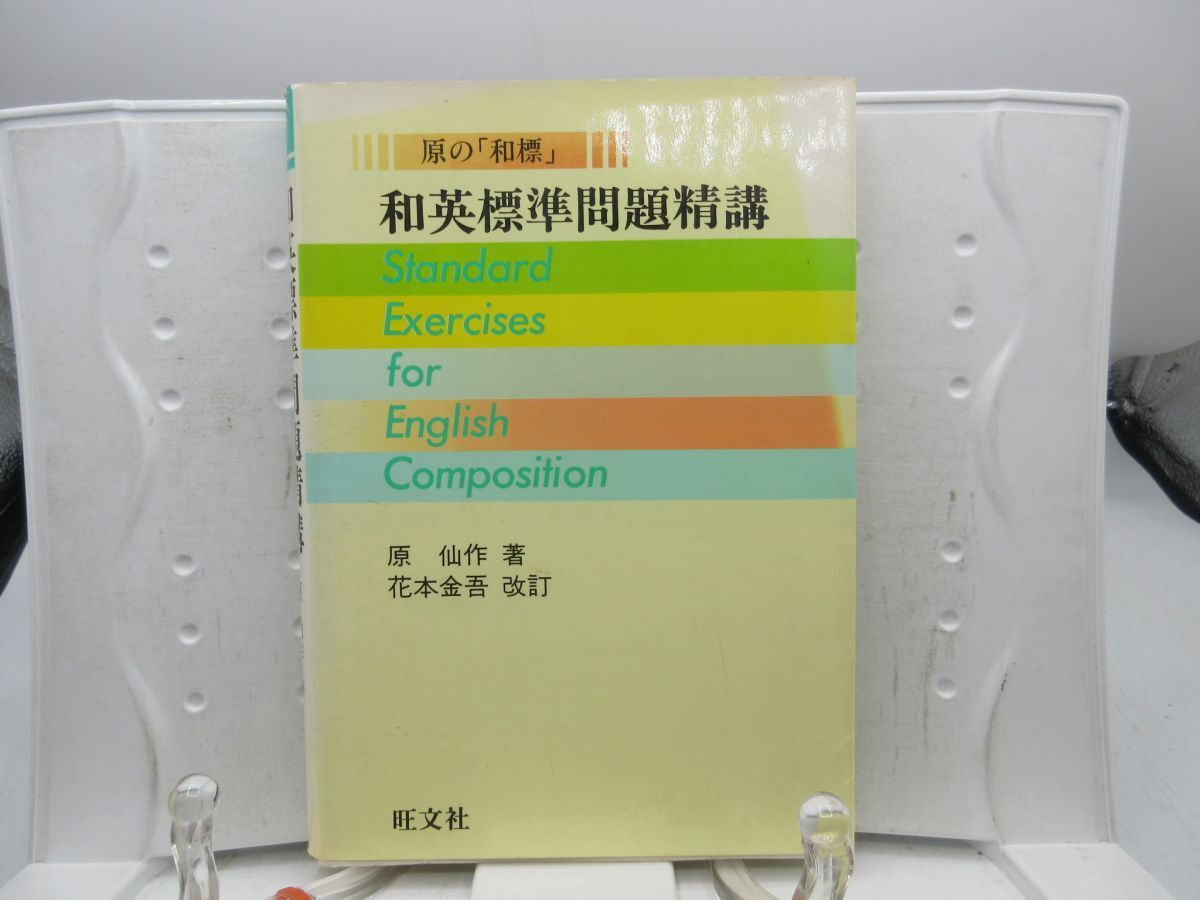 原の「和標」
和英標準問題精講
Standard
Exercises
for
English
Composition
原 仙作 著
花本金吾 改訂
旺文社